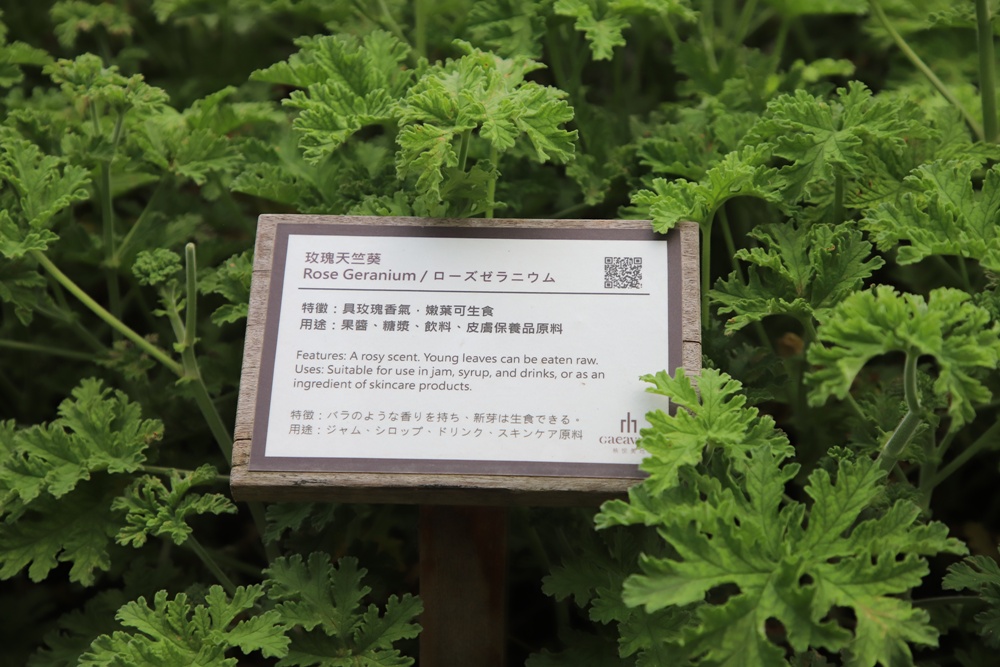 玫瑰天竺葵
Rose Geranium / ローズゼラニウム
特徵：具玫瑰香氣．嫩葉可生食
用途：果醬、糖漿、飲料、皮膚保養品原料
Features: A rosy scent. Young leaves can be eaten raw.
Uses: Suitable for use in jam, syrup, and drinks, or as an
ingredient of skincare products.
特徴：バラのような香りを持ち、新芽は生食できる。
用途：ジャム、シロップ、ドリンク、スキンケア原料